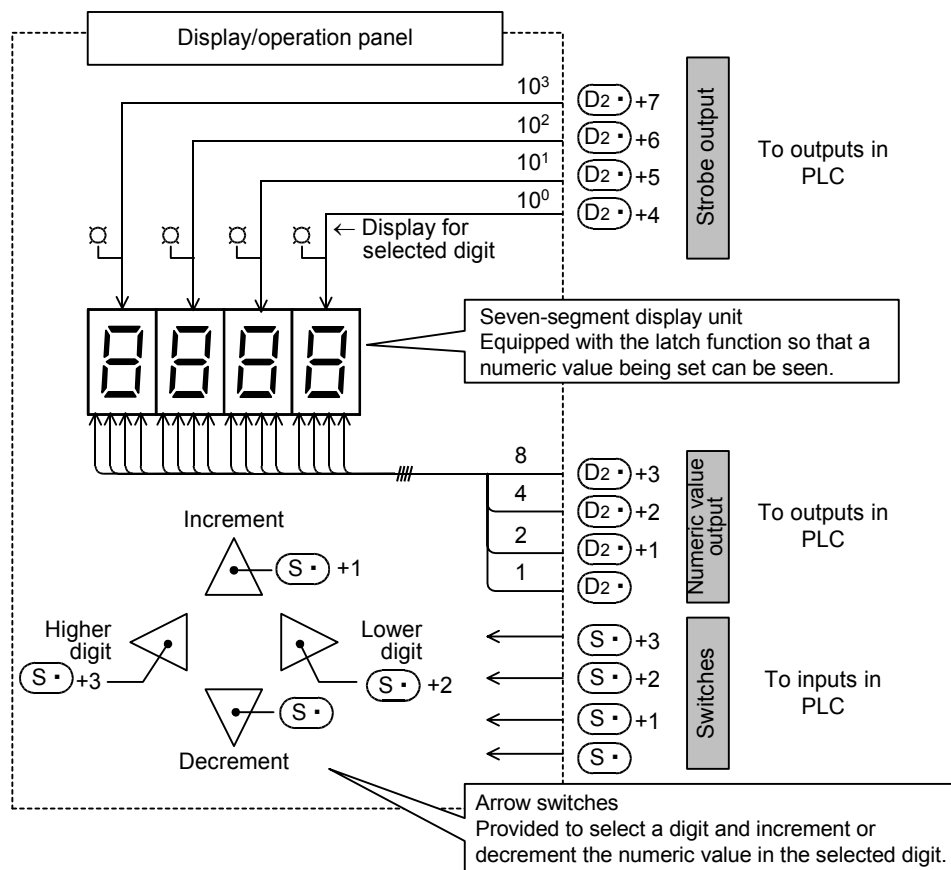 Display/operation panel
10³
D2 · +7
10²
D2 · +6
10¹
D2 · +5
10⁰
D2 · +4
Strobe output
To outputs in
PLC
← Display for
selected digit
Seven-segment display unit
Equipped with the latch function so that a
numeric value being set can be seen.
8 8 8 8
8
D2 · +3
4
D2 · +2
2
D2 · +1
1
D2 ·
Numeric value
output
To outputs in
PLC
Increment
S · +1
Higher
digit
S · +3
Lower
digit
S · +2
S ·
Decrement
S · +3
S · +2
S · +1
S ·
Switches
To inputs in
PLC
Arrow switches
Provided to select a digit and increment or
decrement the numeric value in the selected digit.